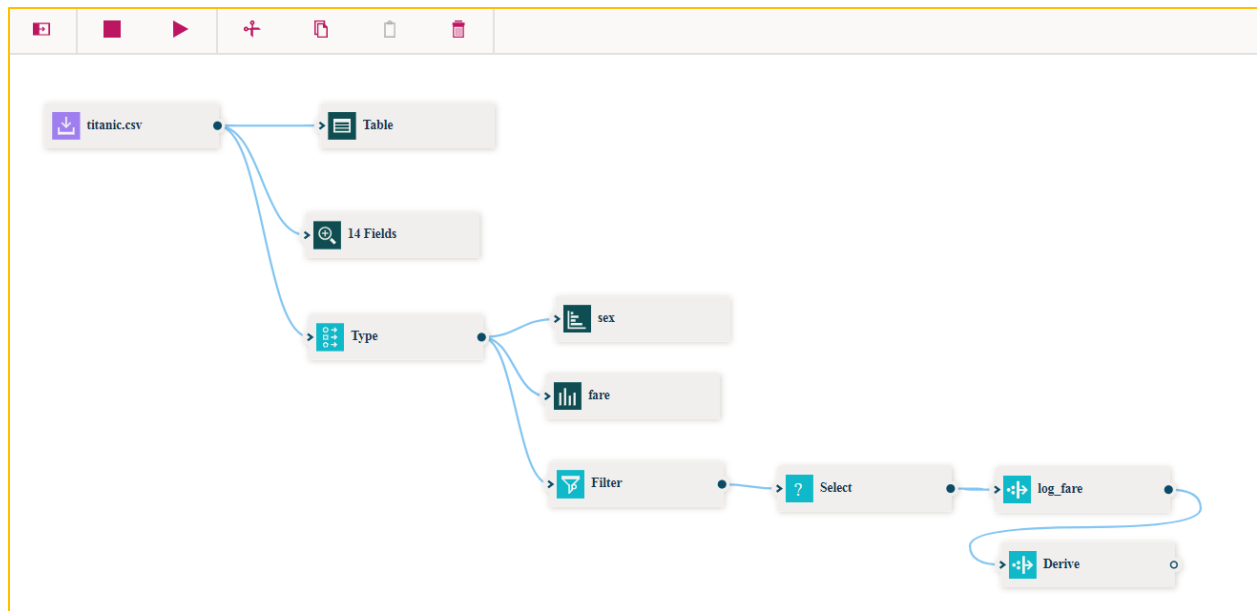 titanic.csv
Table
14 Fields
Type
sex
fare
Filter
Select
log_fare
Derive